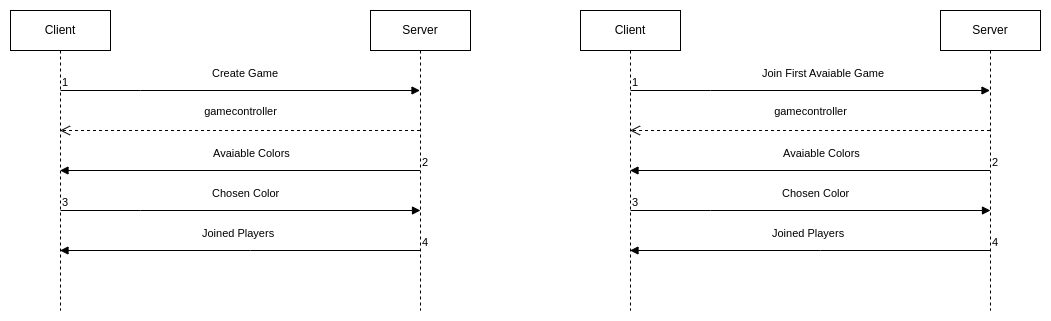 Client
Server
Create Game
1
gamecontroller
Avaiable Colors
2
Chosen Color
3
Joined Players
4
Client
Server
Join First Avaiable Game
1
gamecontroller
Avaiable Colors
2
Chosen Color
3
Joined Players
4